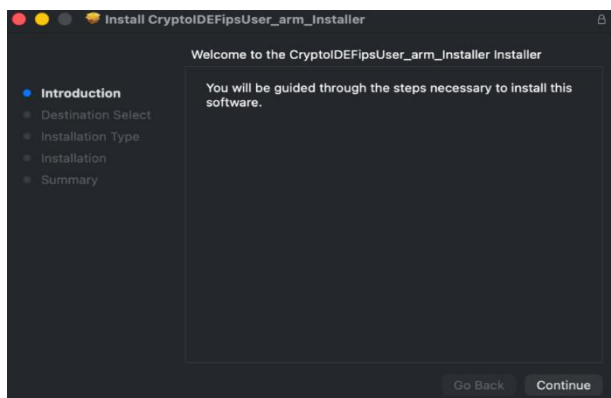 Install CryptoIDEFipsUser_arm_Installer
Welcome to the CryptoIDEFipsUser_arm_Installer Installer
Introduction
Destination Select
Installation Type
Installation
Summary
You will be guided through the steps necessary to install this
software.
Go Back
Continue